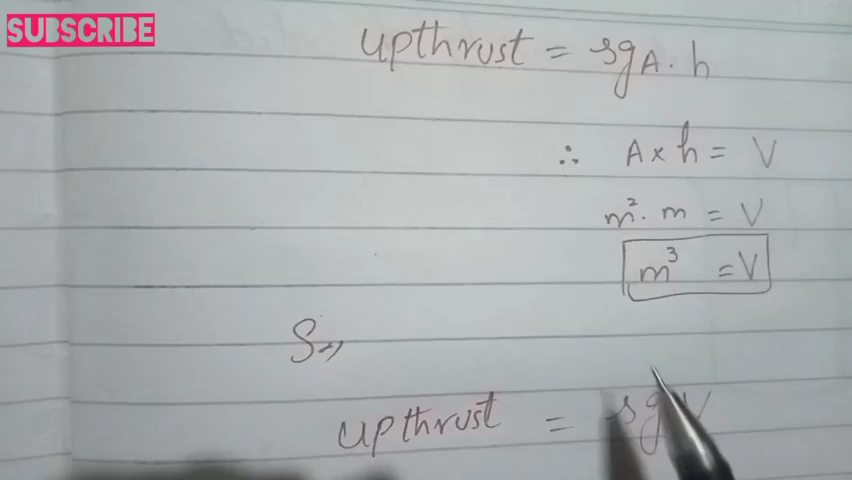 SUBSCRIBE
upthrust = ρgA.h
∴ A×h = V
m². m = V
m³ = V
So,
upthrust = ρgV